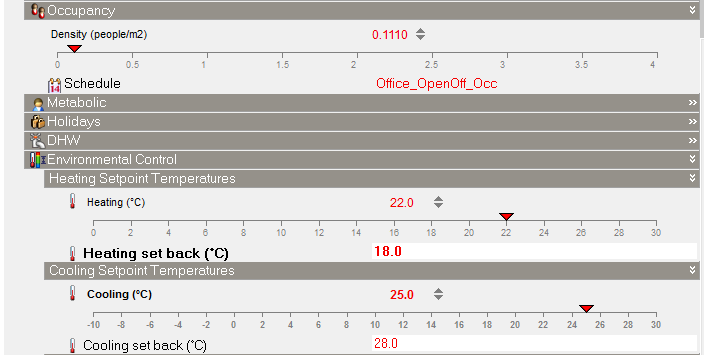 Occupancy
Density (people/m2) 0.1110
0 0.5 1 1.5 2 2.5 3 3.5 4
14 Schedule Office_OpenOff_Occ
Metabolic
Holidays
DHW
Environmental Control
Heating Setpoint Temperatures
Heating (°C) 22.0
0 2 4 6 8 10 12 14 16 18 20 22 24 26 28 30
Heating set back (°C) 18.0
Cooling Setpoint Temperatures
Cooling (°C) 25.0
-10 -8 -6 -4 -2 0 2 4 6 8 10 12 14 16 18 20 22 24 26 28 30
Cooling set back (°C) 28.0